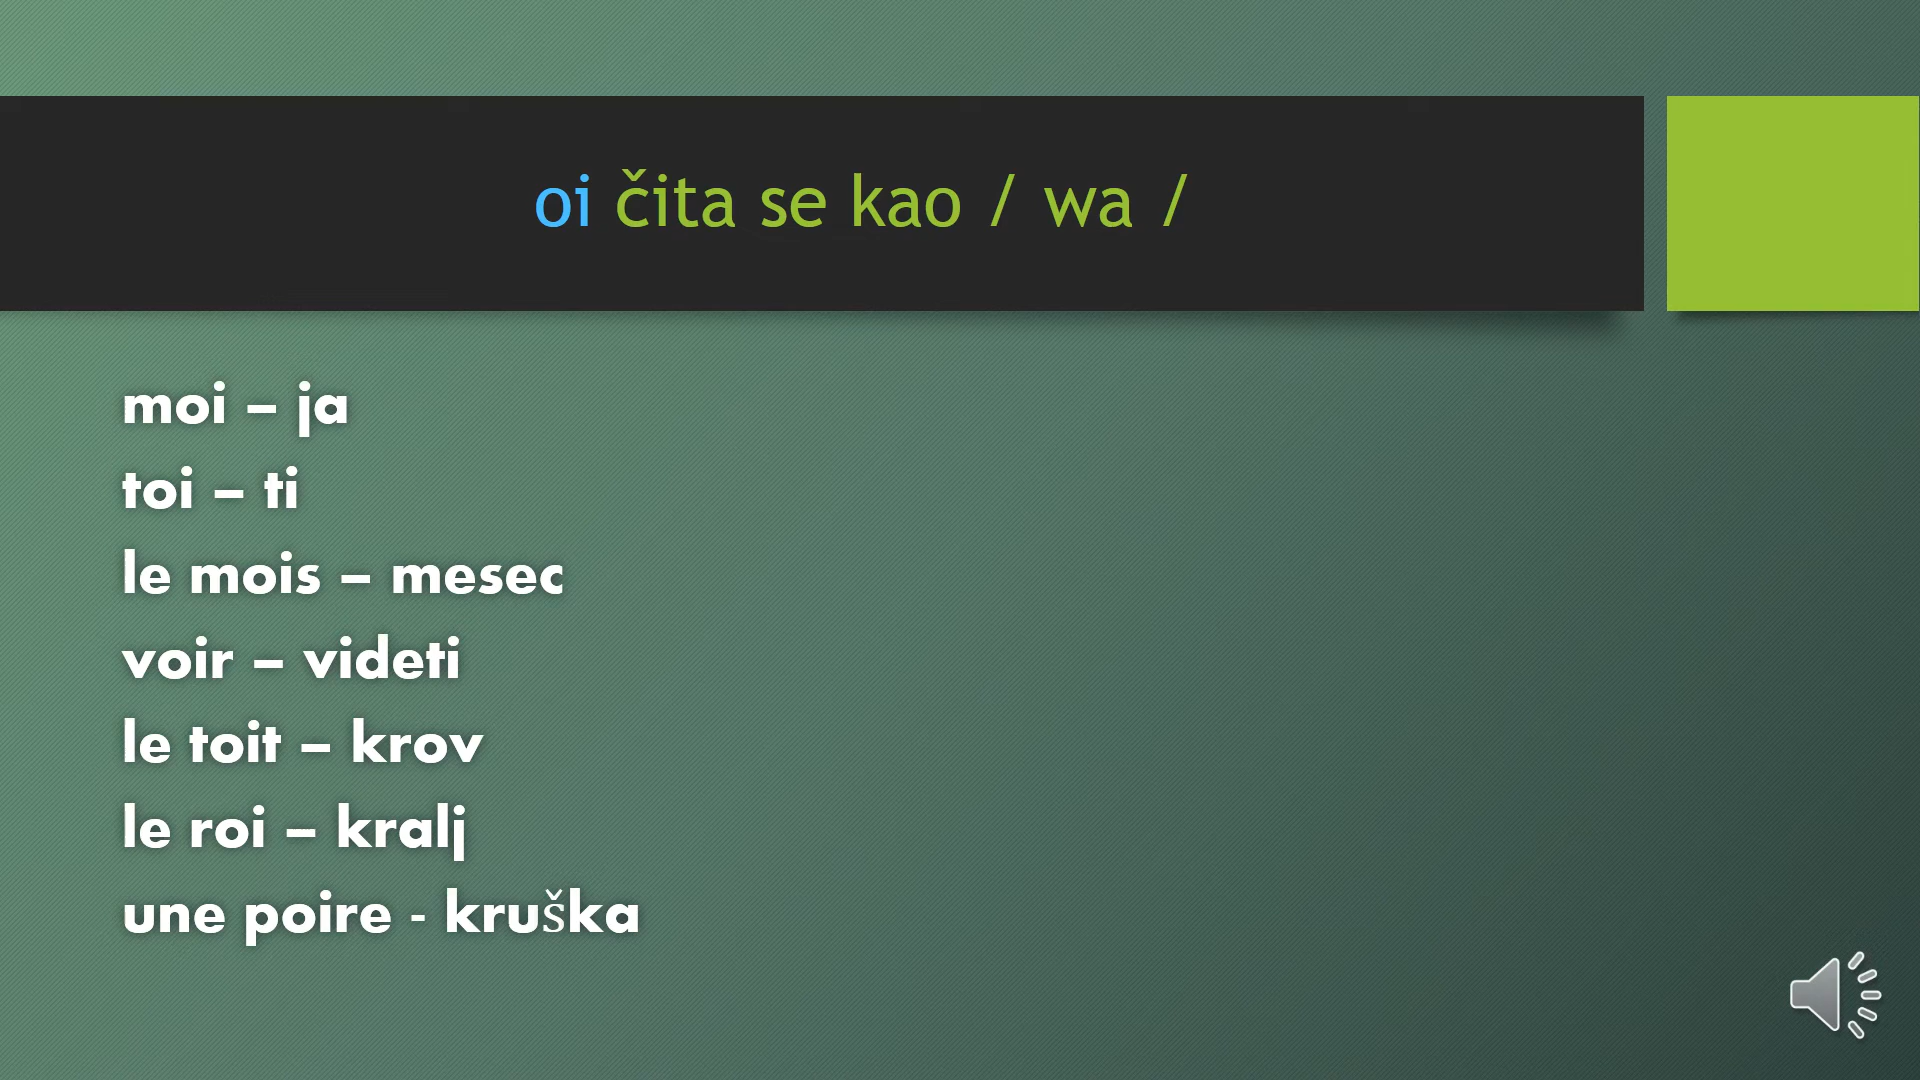 oi čita se kao / wa /
moi – ja
toi – ti
le mois – mesec
voir – videti
le toit – krov
le roi – kralj
une poire - kruška